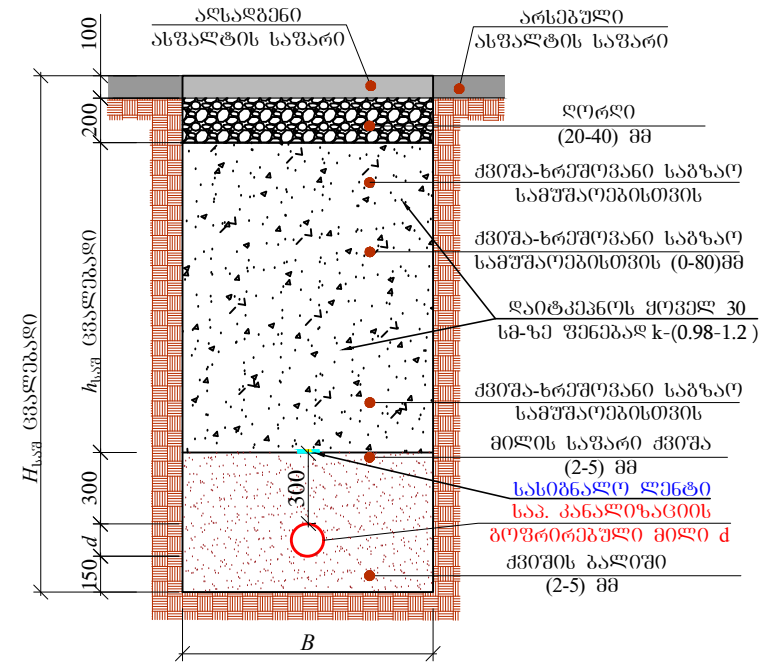 აღსადგენი
ასფალტის საფარი
არსებული
ასფალტის საფარი
100
200
ღორღი
(20-40) მმ
ქვიშა-ხრეშოვანი საგზაო
სამუშაოებისთვის
ქვიშა-ხრეშოვანი საგზაო
სამუშაოებისთვის (0-80)მმ
დაიტკეპნოს ყოველ 30
სმ-ზე ფენებად k-(0.98-1.2 )
ქვიშა-ხრეშოვანი საგზაო
სამუშაოებისთვის
მილის საფარი ქვიშა
(2-5) მმ
სასიგნალო ლენტი
საპ. კანალიზაციის
გოფრირებული მილი d
ქვიშის ბალიში
(2-5) მმ
Hსაშ ცვალებადი
hსაშ ცვალებადი
300
300
d
150
B